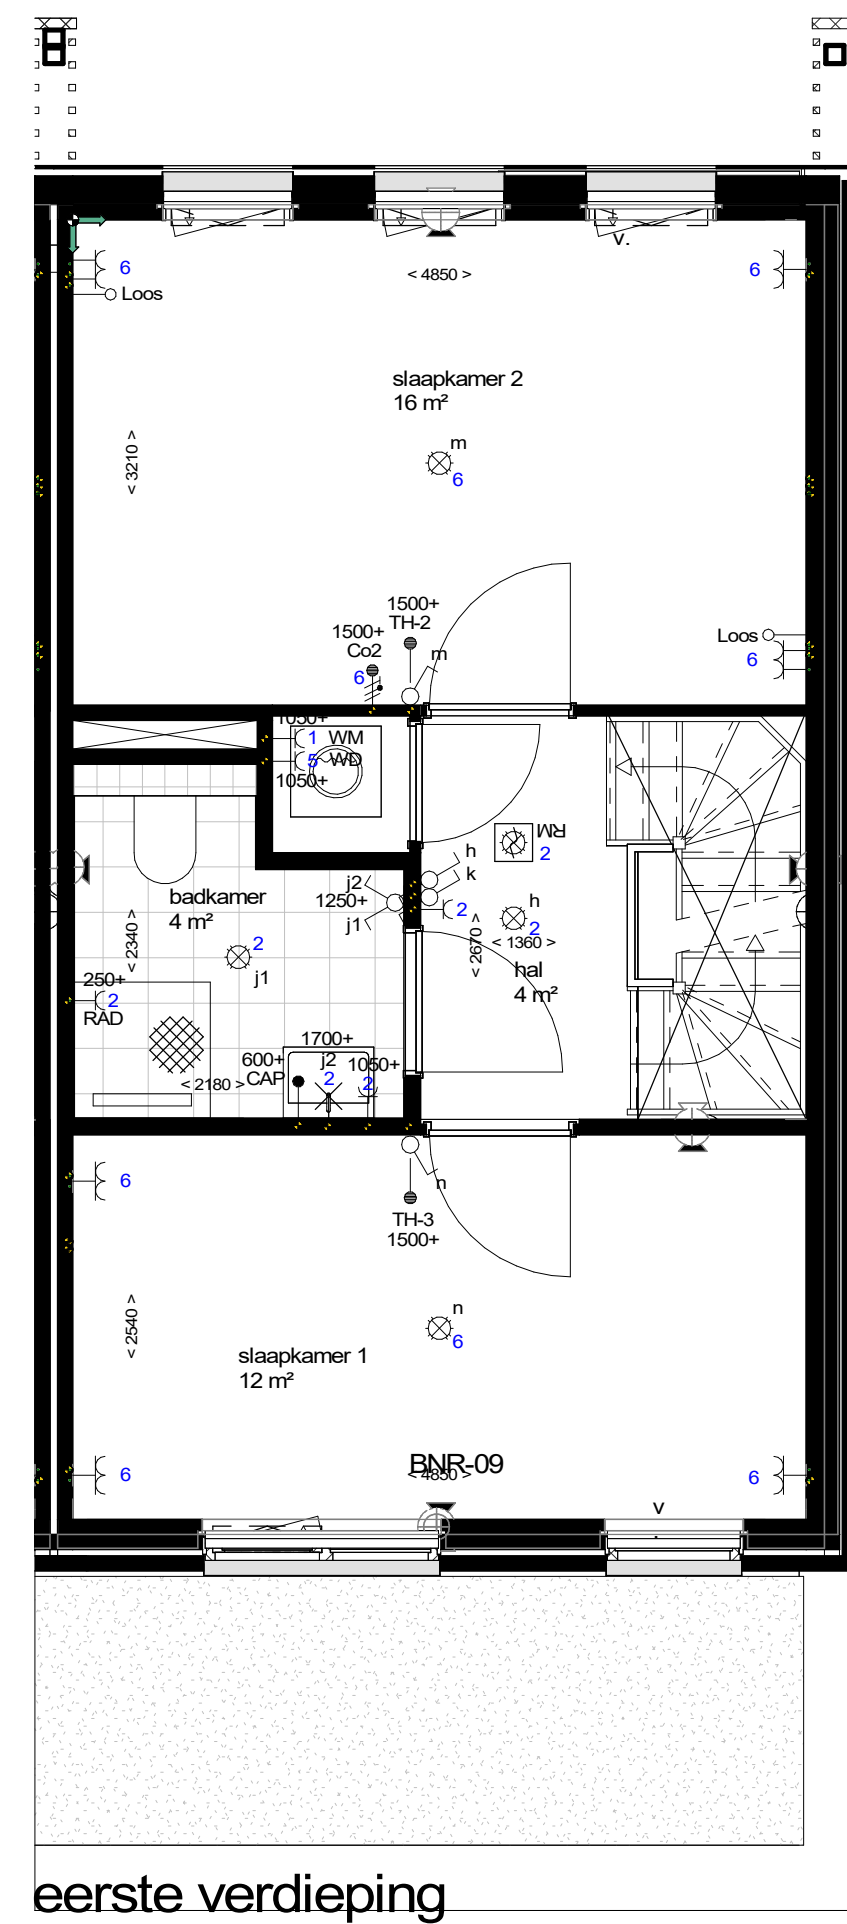 v.
6
< 4850 >
6
Loos
slaapkamer 2
16 m²
< 3210 >
m
6
1500+
TH-2
1500+
Co2
m
6
Loos
6
1050+
1 WM
5 WD
1050+
RM
2
h
k
j2
1250+
j1
2
h
2
< 1360 >
< 2670 >
hal
4 m²
badkamer
4 m²
< 2340 >
2
j1
250+
2
RAD
1700+
j2
2
600+
CAP
1050+
2
< 2180 >
6
n
TH-3
1500+
< 2540 >
n
6
slaapkamer 1
12 m²
BNR-09
< 4850 >
6
6
v
.
eerste verdieping